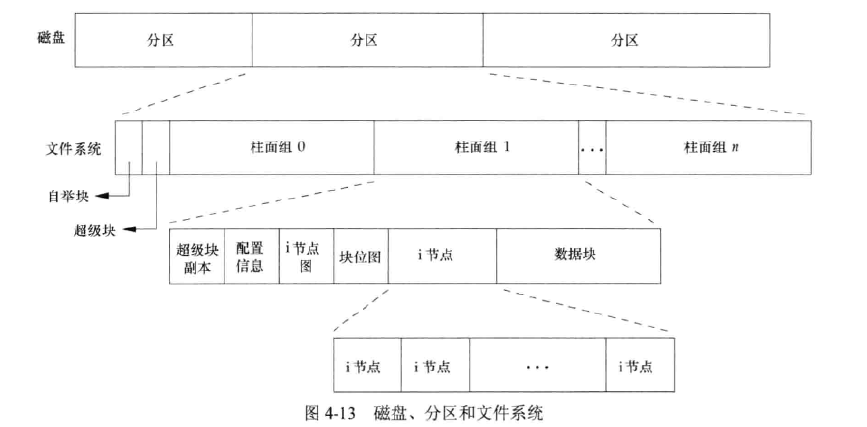 磁盘 分区 分区 分区
文件系统 柱面组 0 柱面组 1 ··· 柱面组 n
自举块
超级块
超级块 配置 i 节点 块位图 i 节点 数据块
副本 信息 图
i 节点 i 节点 ··· i 节点
图 4-13 磁盘、分区和文件系统